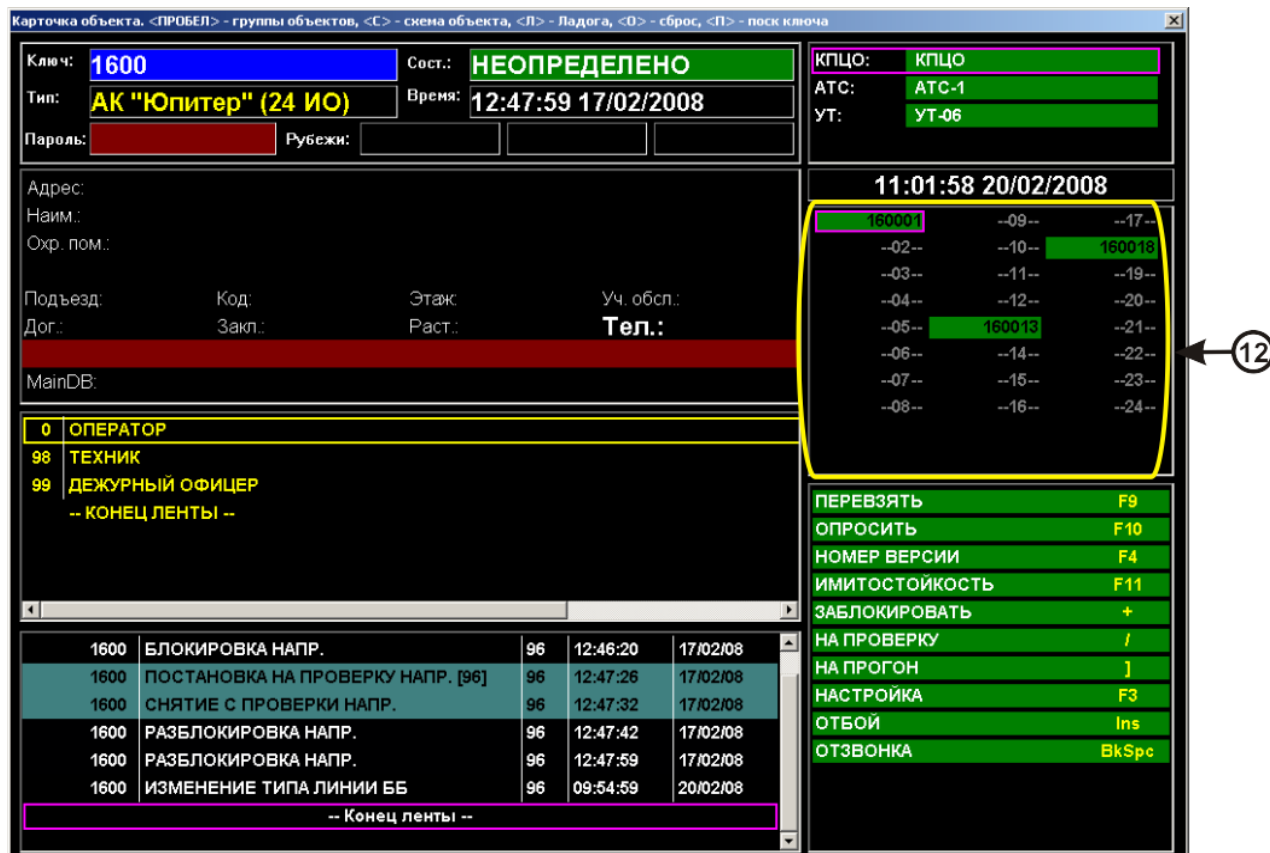 Карточка объекта. <ПРОБЕЛ> - группы объектов, <С> - схема объекта, <Л> - Ладога, <О> - сброс, <П> - поск ключа
Ключ: 1600 Сост.: НЕОПРЕДЕЛЕНО
Тип: АК "Юпитер" (24 ИО) Время: 12:47:59 17/02/2008
Пароль: Рубежи:
КПЦО: КПЦО
АТС: АТС-1
УТ: УТ-06
Адрес:
Наим.:
Охр. пом.:
Подъезд: Код: Этаж: Уч. обсл.:
Дог.: Закл.: Раст.: Тел.:
MainDB:
11:01:58 20/02/2008
160001 --09-- --17--
--02-- --10-- 160018
--03-- --11-- --19--
--04-- --12-- --20--
--05-- 160013 --21--
--06-- --14-- --22--
--07-- --15-- --23--
--08-- --16-- --24--
12
0 ОПЕРАТОР
98 ТЕХНИК
99 ДЕЖУРНЫЙ ОФИЦЕР
-- КОНЕЦ ЛЕНТЫ --
ПЕРЕВЗЯТЬ F9
ОПРОСИТЬ F10
НОМЕР ВЕРСИИ F4
ИМИТОСТОЙКОСТЬ F11
ЗАБЛОКИРОВАТЬ +
НА ПРОВЕРКУ /
НА ПРОГОН ]
НАСТРОЙКА F3
ОТБОЙ Ins
ОТЗВОНКА BkSpc
1600 БЛОКИРОВКА НАПР. 96 12:46:20 17/02/08
1600 ПОСТАНОВКА НА ПРОВЕРКУ НАПР. [96] 96 12:47:26 17/02/08
1600 СНЯТИЕ С ПРОВЕРКИ НАПР. 96 12:47:32 17/02/08
1600 РАЗБЛОКИРОВКА НАПР. 96 12:47:42 17/02/08
1600 РАЗБЛОКИРОВКА НАПР. 96 12:47:59 17/02/08
1600 ИЗМЕНЕНИЕ ТИПА ЛИНИИ ББ 96 09:54:59 20/02/08
-- Конец ленты --